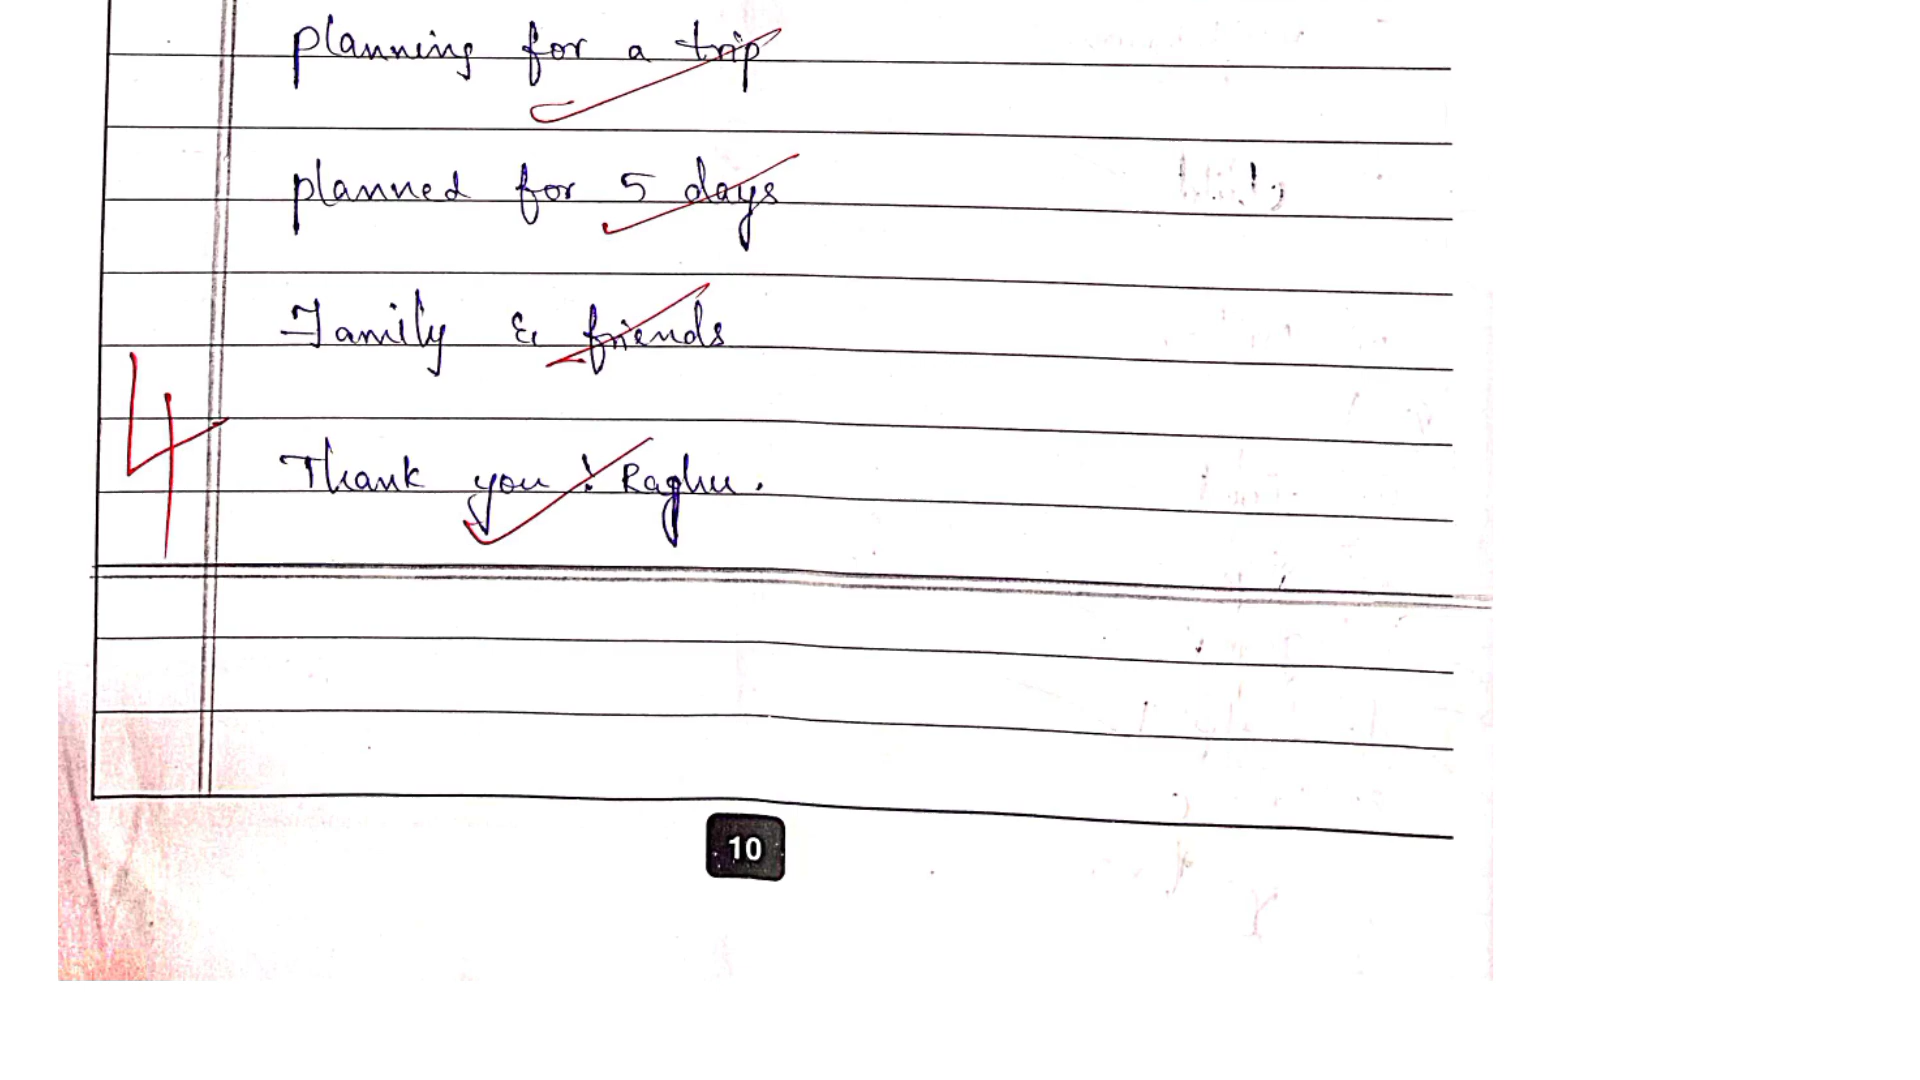 planning for a trip
planned for 5 days
Family & friends
4
Thank you ! Raghu.
10